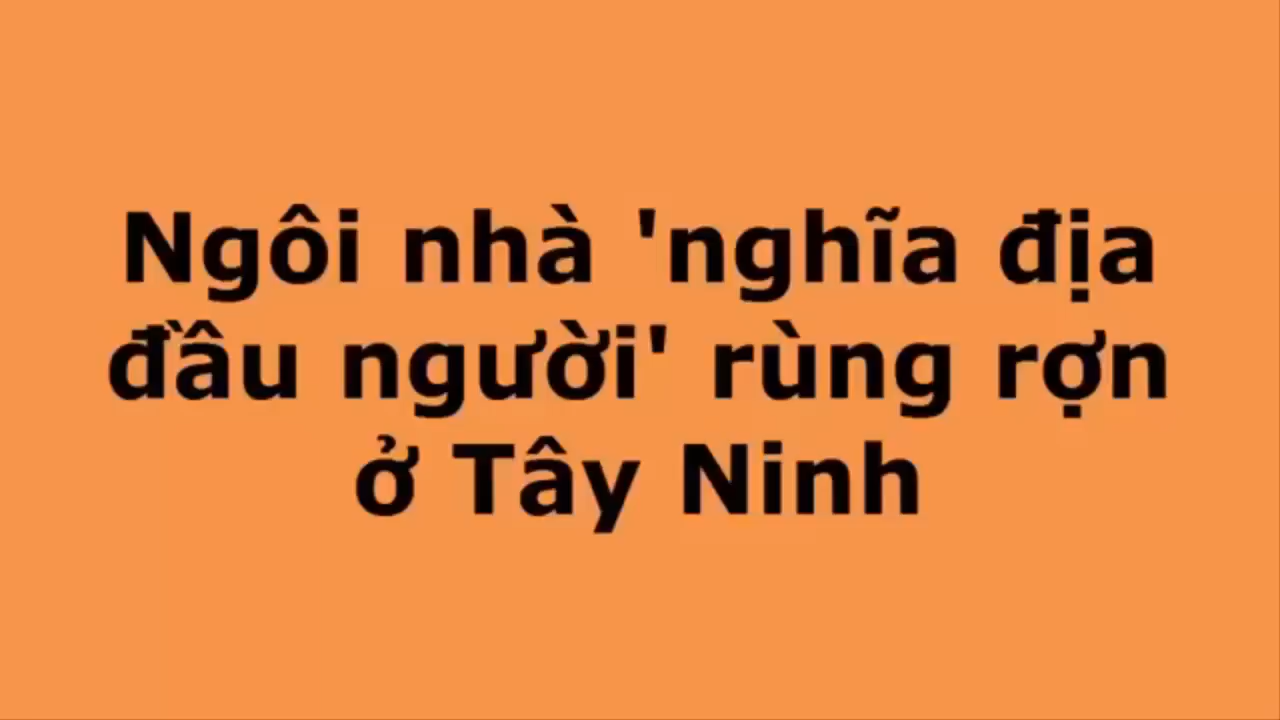 Ngôi nhà 'nghĩa địa
đầu người' rùng rợn
ở Tây Ninh